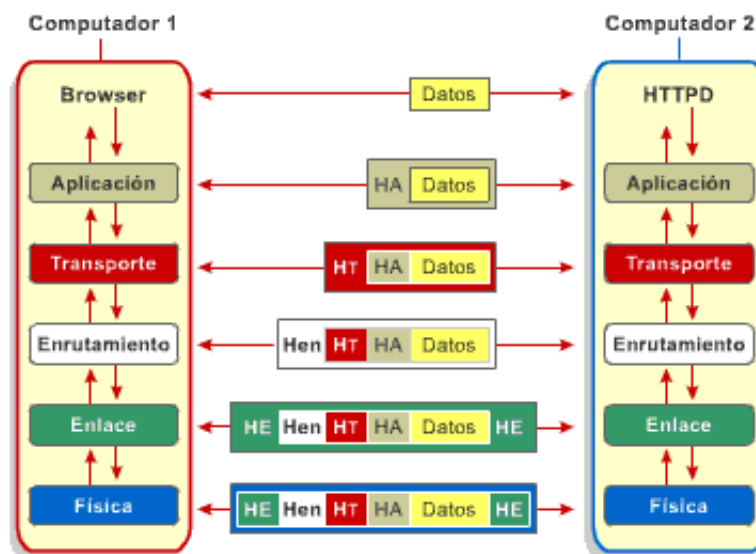 Computador 1 Computador 2
Browser Datos HTTPD
Aplicación HA Datos Aplicación
Transporte HT HA Datos Transporte
Enrutamiento Hen HT HA Datos Enrutamiento
Enlace HE Hen HT HA Datos HE Enlace
Física HE Hen HT HA Datos HE Física